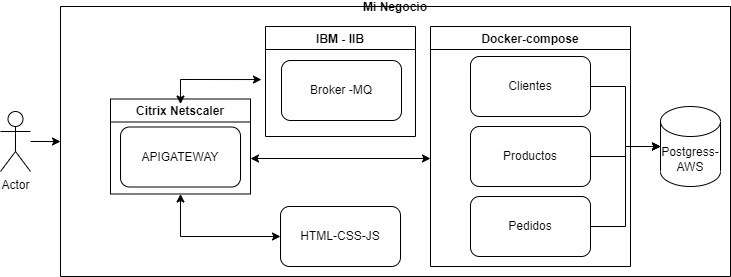 Mi Negocio
IBM - IIB
Broker -MQ
Docker-compose
Clientes
Citrix Netscaler
APIGATEWAY
Productos
Postgress-
AWS
Actor
HTML-CSS-JS
Pedidos